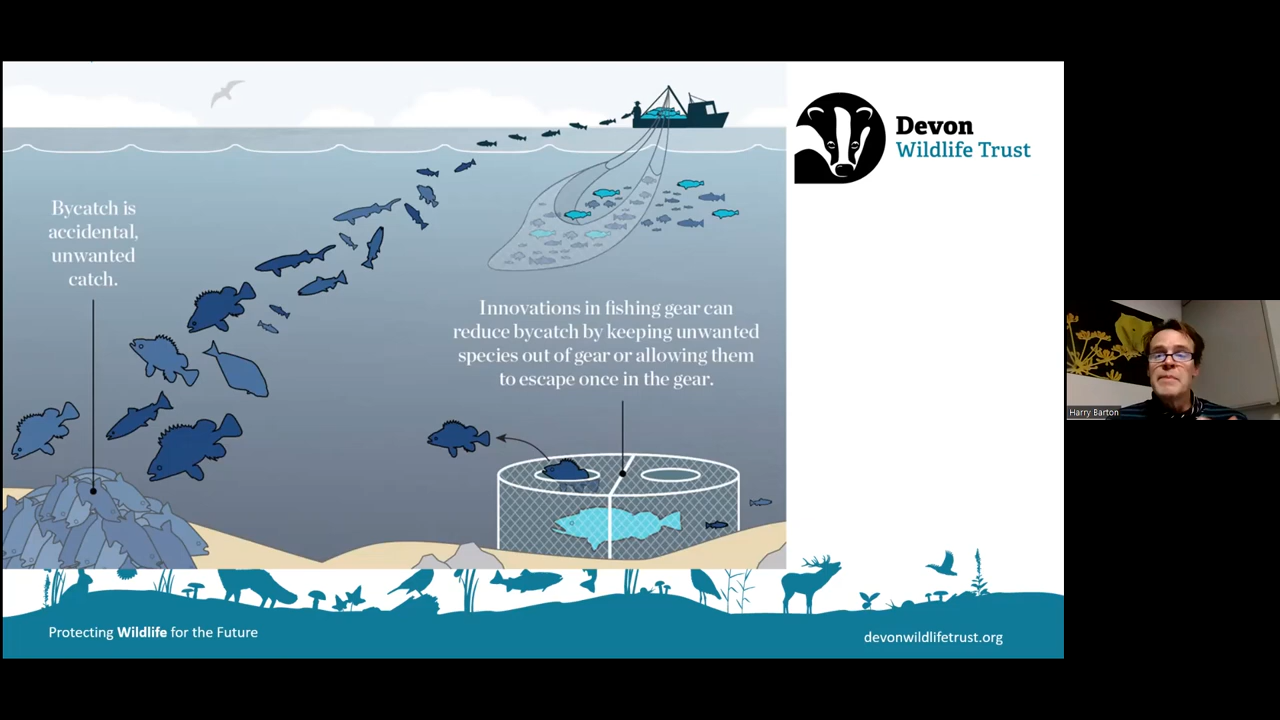 Bycatch is
accidental,
unwanted
catch.
Innovations in fishing gear can
reduce bycatch by keeping unwanted
species out of gear or allowing them
to escape once in the gear.
Devon
Wildlife Trust
Harry Barton
Protecting Wildlife for the Future
devonwildlifetrust.org